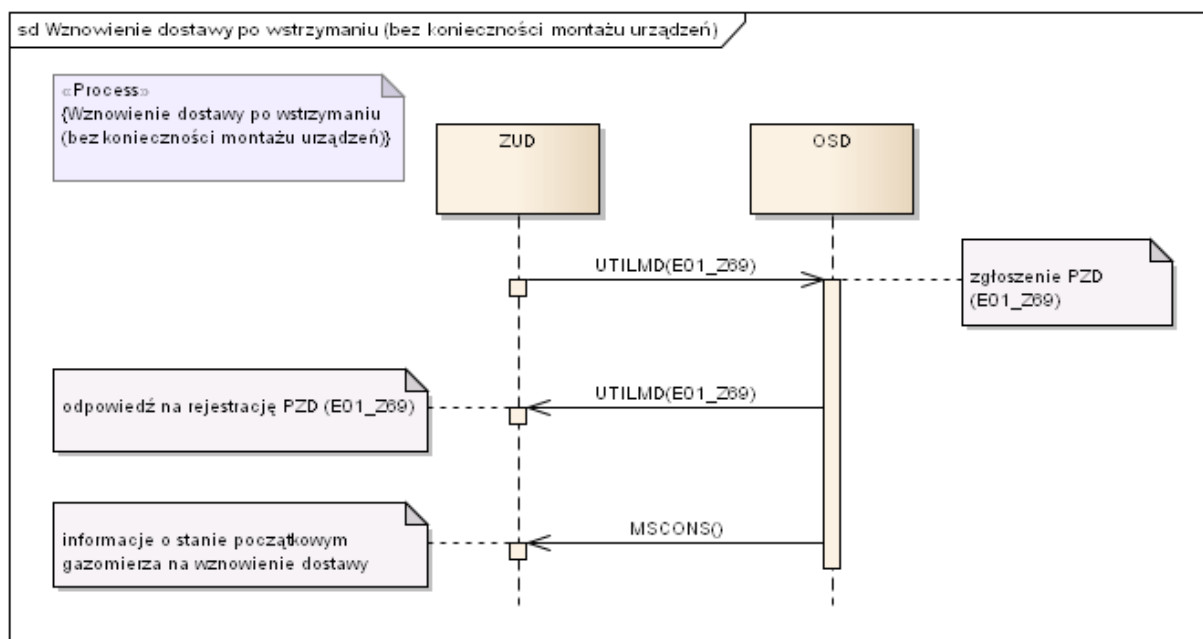 sd Wznowienie dostawy po wstrzymaniu (bez konieczności montażu urządzeń)
«Process»
{Wznowienie dostawy po wstrzymaniu
(bez konieczności montażu urządzeń)}
ZUD
OSD
UTILMD(E01_Z69)
zgłoszenie PZD
(E01_Z69)
UTILMD(E01_Z69)
odpowiedź na rejestrację PZD (E01_Z69)
MSCONS()
informacje o stanie początkowym
gazomierza na wznowienie dostawy